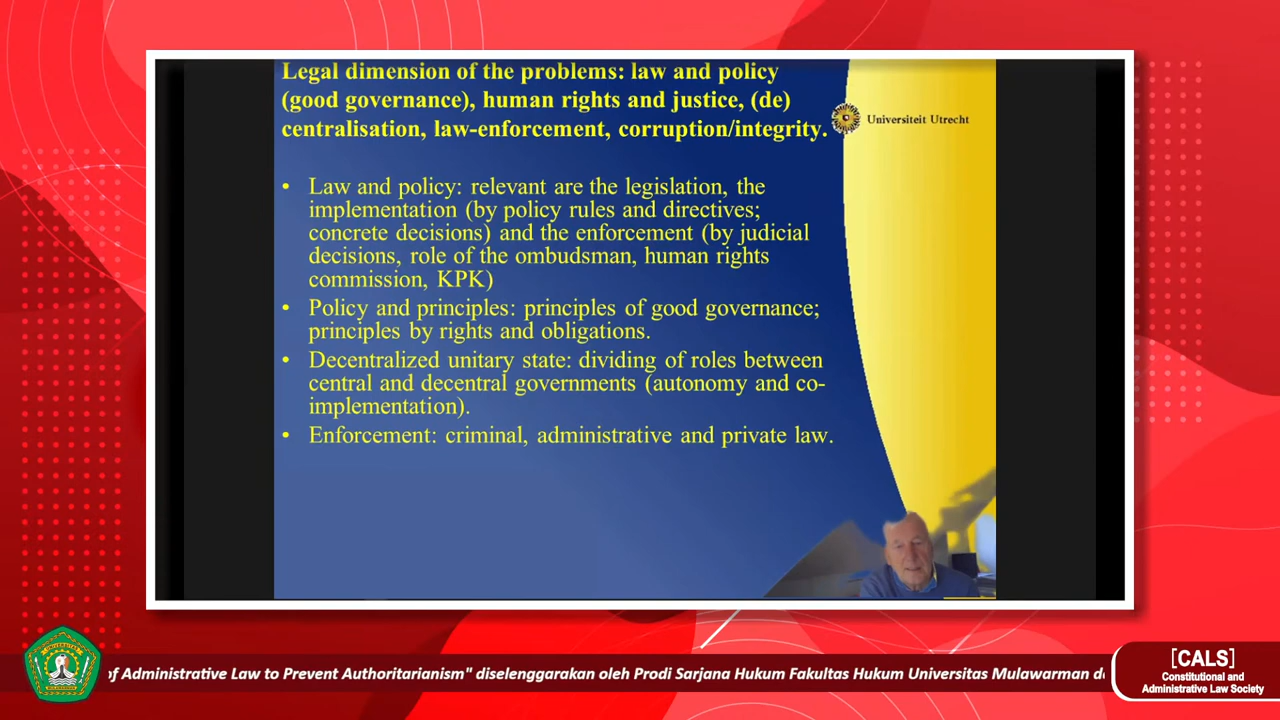 Legal dimension of the problems: law and policy
(good governance), human rights and justice, (de)
centralisation, law-enforcement, corruption/integrity.
Universiteit Utrecht
• Law and policy: relevant are the legislation, the
implementation (by policy rules and directives;
concrete decisions) and the enforcement (by judicial
decisions, role of the ombudsman, human rights
commission, KPK)
• Policy and principles: principles of good governance;
principles by rights and obligations.
• Decentralized unitary state: dividing of roles between
central and decentral governments (autonomy and co-
implementation).
• Enforcement: criminal, administrative and private law.
of Administrative Law to Prevent Authoritarianism" diselenggarakan oleh Prodi Sarjana Hukum Fakultas Hukum Universitas Mulawarman
[CALS]
Constitutional and
Administrative Law Society